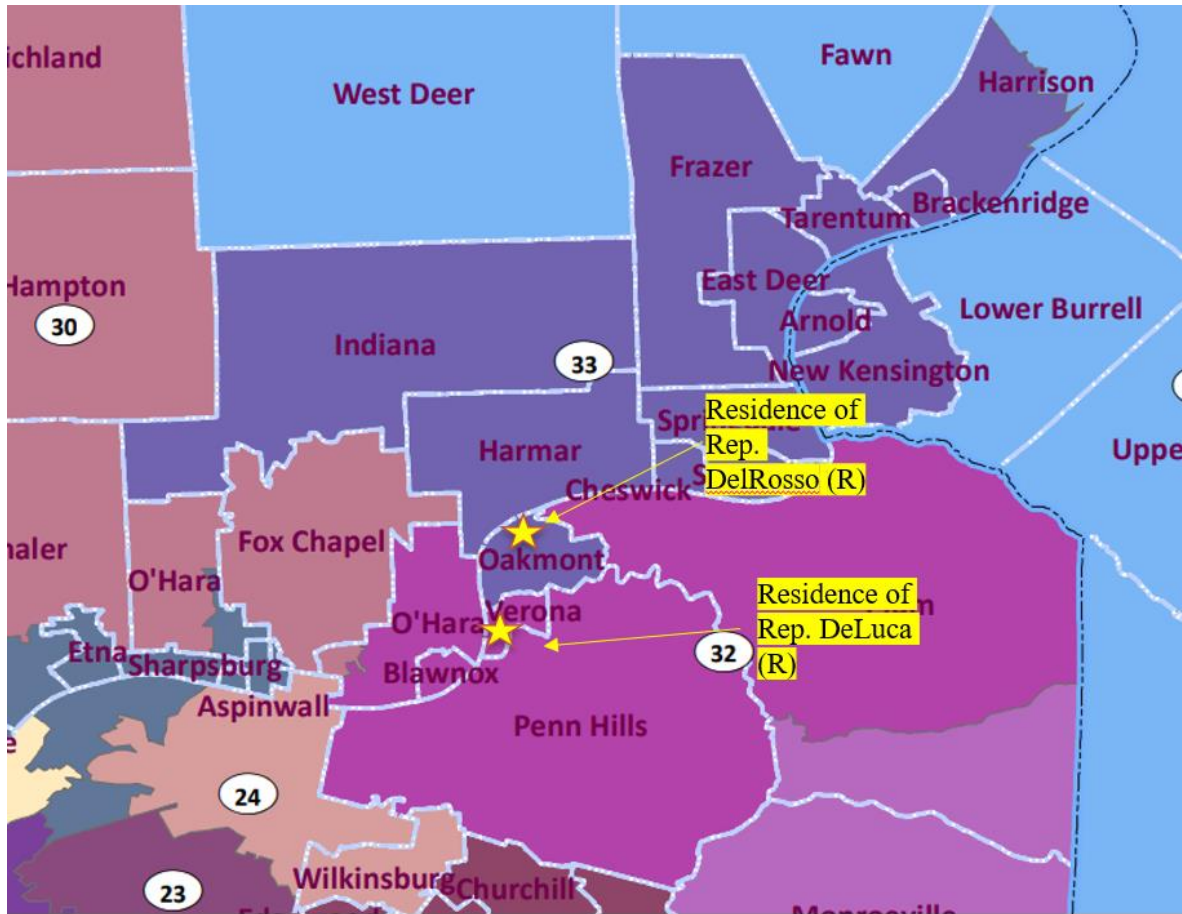 ichland
West Deer
Fawn
Harrison
Frazer
Brackenridge
Tarentum
Hampton
East Deer
Lower Burrell
30
Arnold
Indiana
33
New Kensington
Residence of
Rep.
DelRosso (R)
Harmar
Uppe
Cheswick
Fox Chapel
haler
Oakmont
O'Hara
Residence of
Rep. DeLuca
(R)
Verona
O'Hara
Etna
32
Sharpsburg
Blawnox
Aspinwall
Penn Hills
e
24
Wilkinsburg
Churchill
23